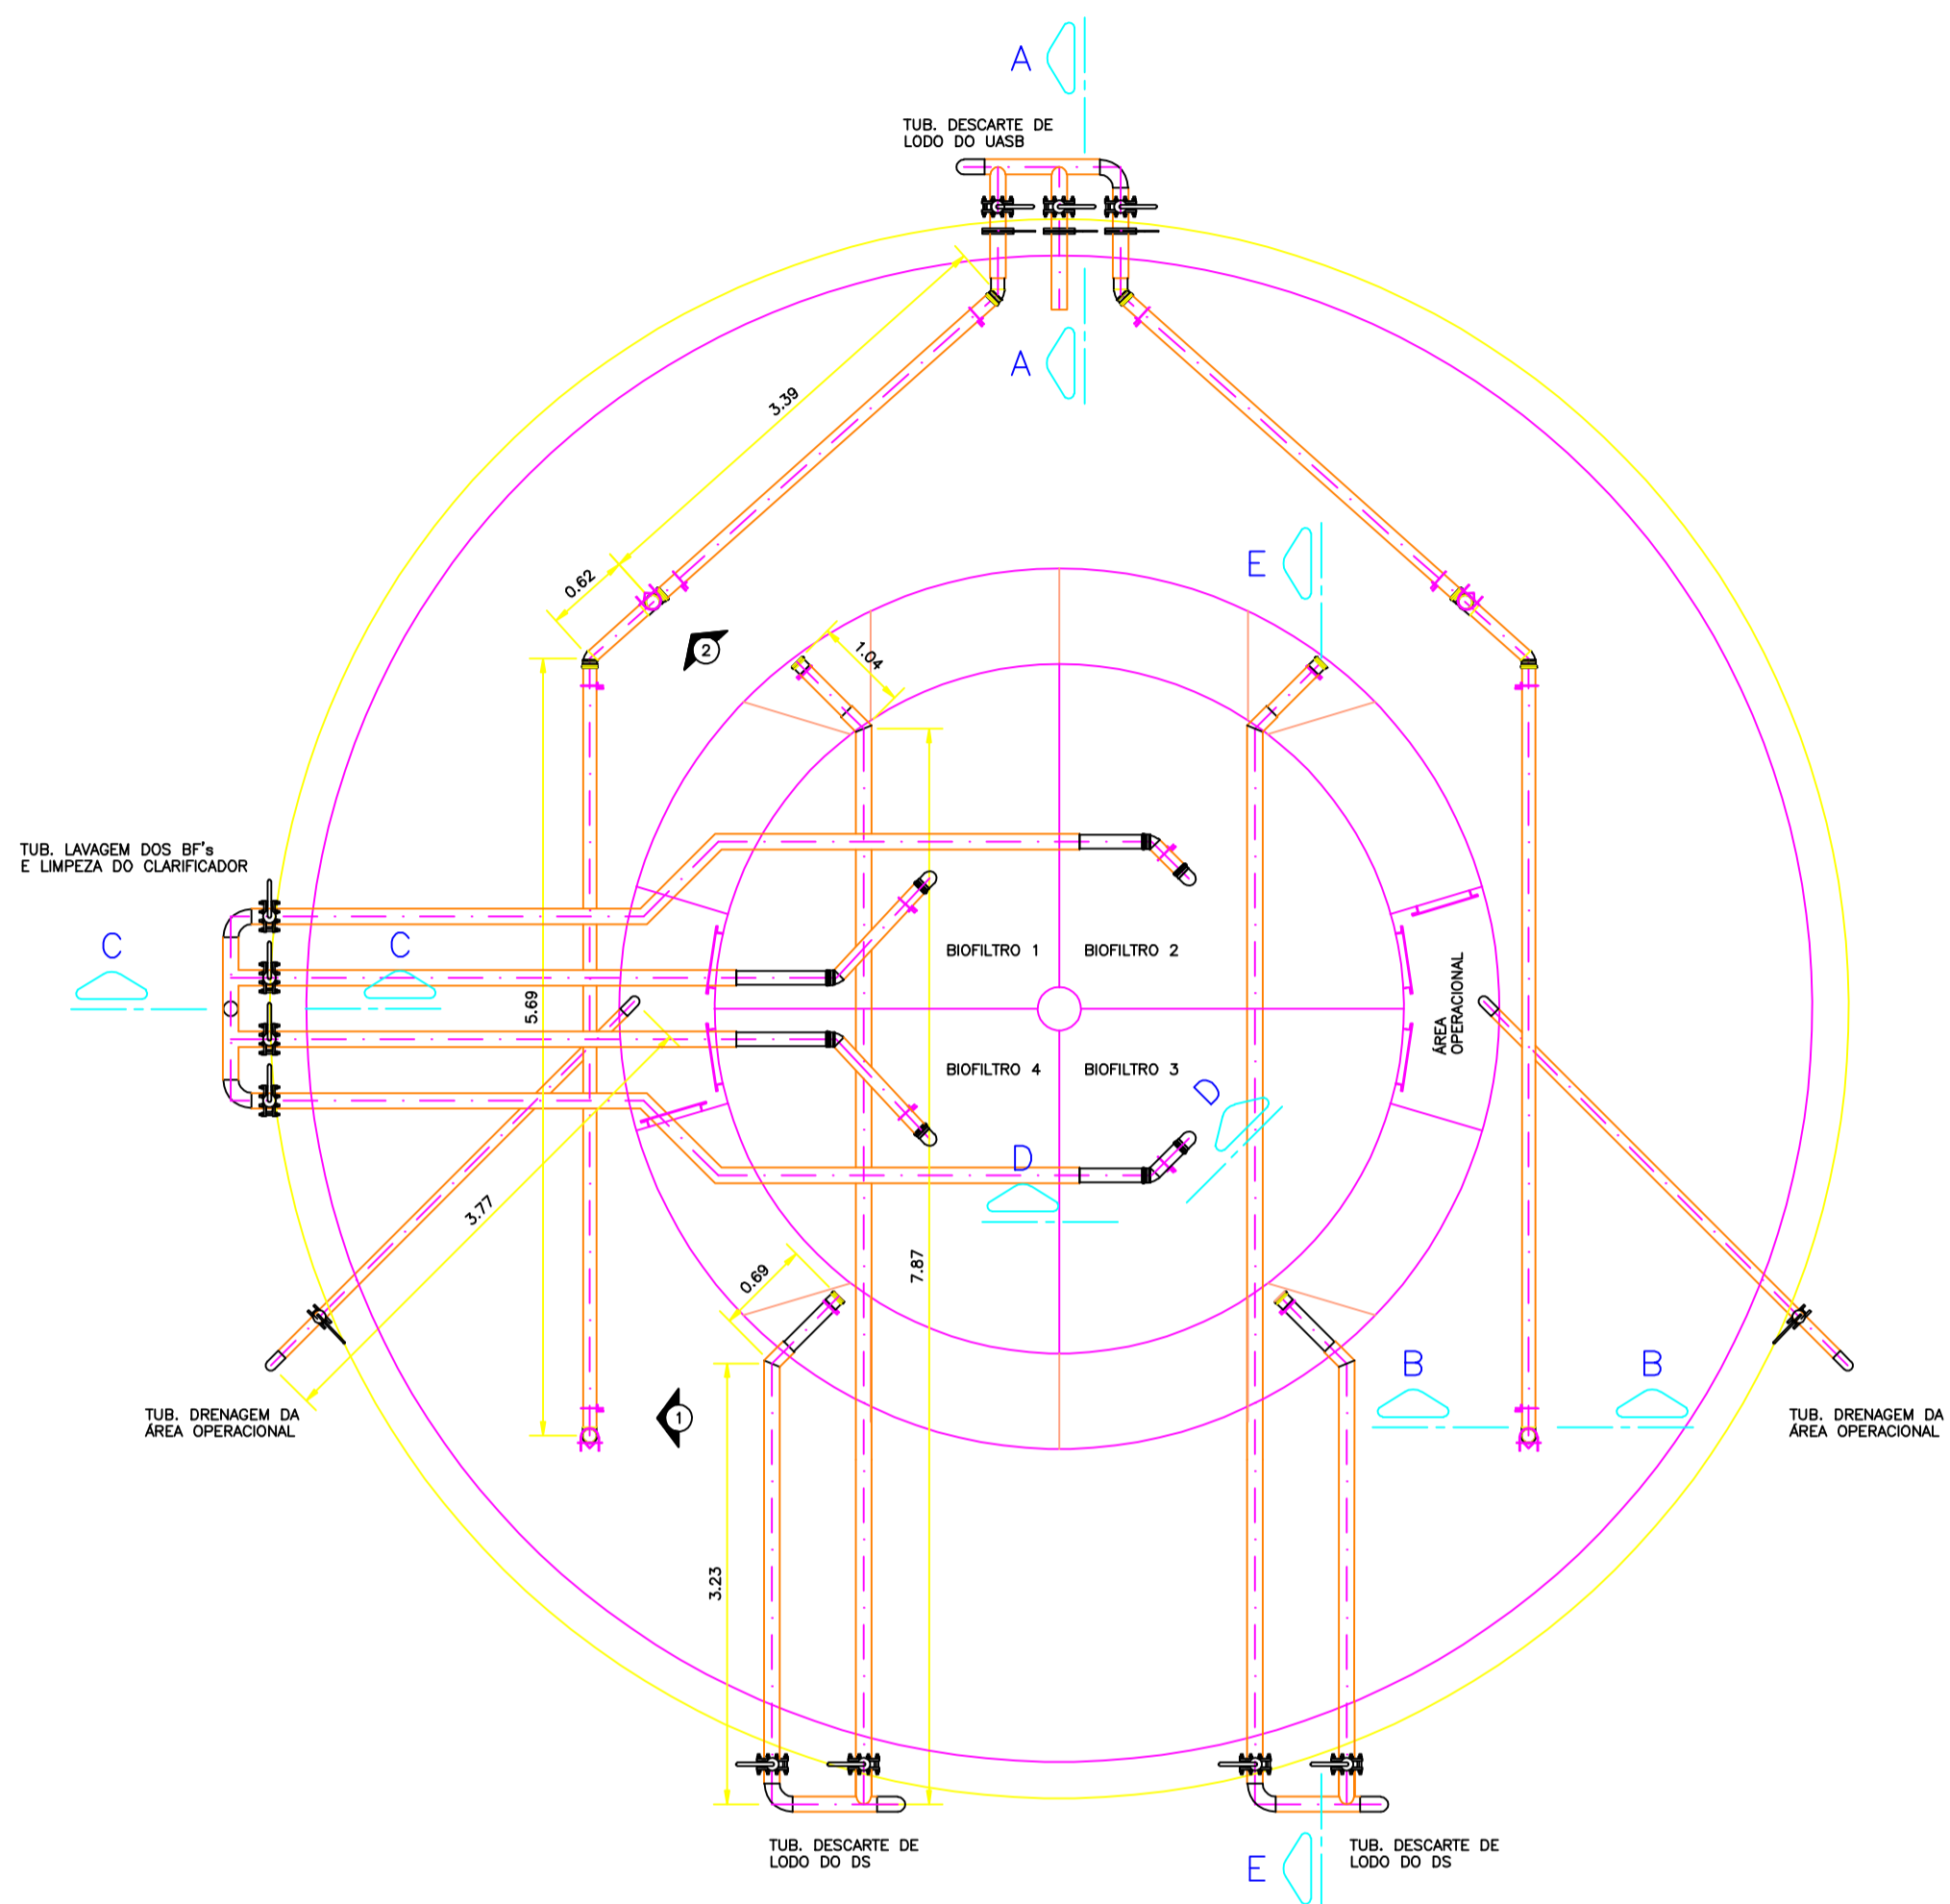 A
TUB. DESCARTE DE
LODO DO UASB
A
3.39
E
0.62
2
1.04
TUB. LAVAGEM DOS BF's
E LIMPEZA DO CLARIFICADOR
C
C
BIOFILTRO 1
BIOFILTRO 2
ÁREA
OPERACIONAL
5.69
BIOFILTRO 4
BIOFILTRO 3
D
D
3.77
7.87
0.69
B
B
TUB. DRENAGEM DA
ÁREA OPERACIONAL
1
TUB. DRENAGEM DA
ÁREA OPERACIONAL
3.23
TUB. DESCARTE DE
LODO DO DS
E
TUB. DESCARTE DE
LODO DO DS